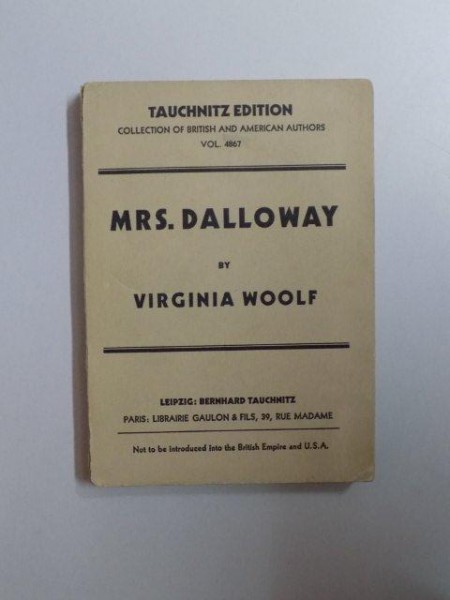 TAUCHNITZ EDITION
COLLECTION OF BRITISH AND AMERICAN AUTHORS
VOL. 4867
MRS. DALLOWAY
BY
VIRGINIA WOOLF
LEIPZIG: BERNHARD TAUCHNITZ
PARIS: LIBRAIRIE GAULON & FILS, 39, RUE MADAME
Not to be introduced into the British Empire and U.S.A.